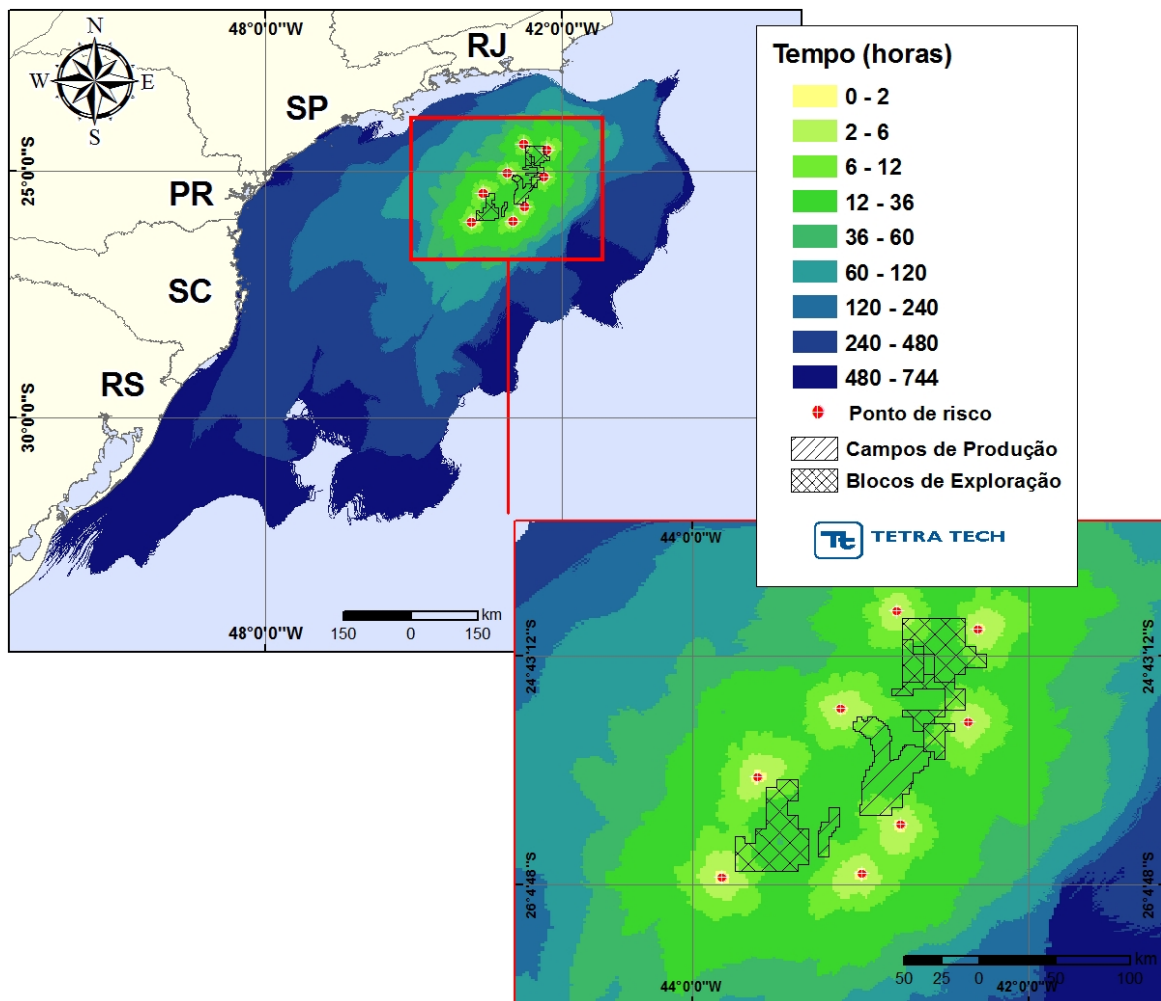 48°0'0"W
42°0'0"W
N
W
E
S
RJ
SP
PR
SC
RS
25°0'0"S
30°0'0"S
48°0'0"W
150
0
150
km
Tempo (horas)
0 - 2
2 - 6
6 - 12
12 - 36
36 - 60
60 - 120
120 - 240
240 - 480
480 - 744
Ponto de risco
Campos de Produção
Blocos de Exploração
Tt TETRA TECH
44°0'0"W
24°43'12"S
24°43'12"S
26°4'48"S
26°4'48"S
50
25
0
50
100
km
44°0'0"W
42°0'0"W